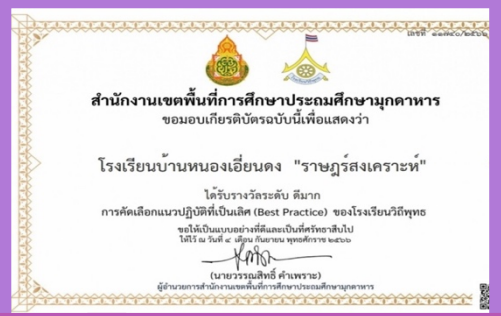 เลขที่ ๑๑๓๔๐/๒๕๖๖
สำนักงานเขตพื้นที่การศึกษาประถมศึกษามุกดาหาร
ขอมอบเกียรติบัตรฉบับนี้เพื่อแสดงว่า
โรงเรียนบ้านหนองเอี่ยนดง "ราษฎร์สงเคราะห์"
ได้รับรางวัลระดับ ดีมาก
การคัดเลือกแนวปฏิบัติที่เป็นเลิศ (Best Practice) ของโรงเรียนวิถีพุทธ
ขอให้เป็นแบบอย่างที่ดีและเป็นที่ศรัทธาสืบไป
ให้ไว้ ณ วันที่ ๔ เดือน กันยายน พุทธศักราช ๒๕๖๖
(นายวรรณสิทธิ์ คำเพราะ)
ผู้อำนวยการสำนักงานเขตพื้นที่การศึกษาประถมศึกษามุกดาหาร